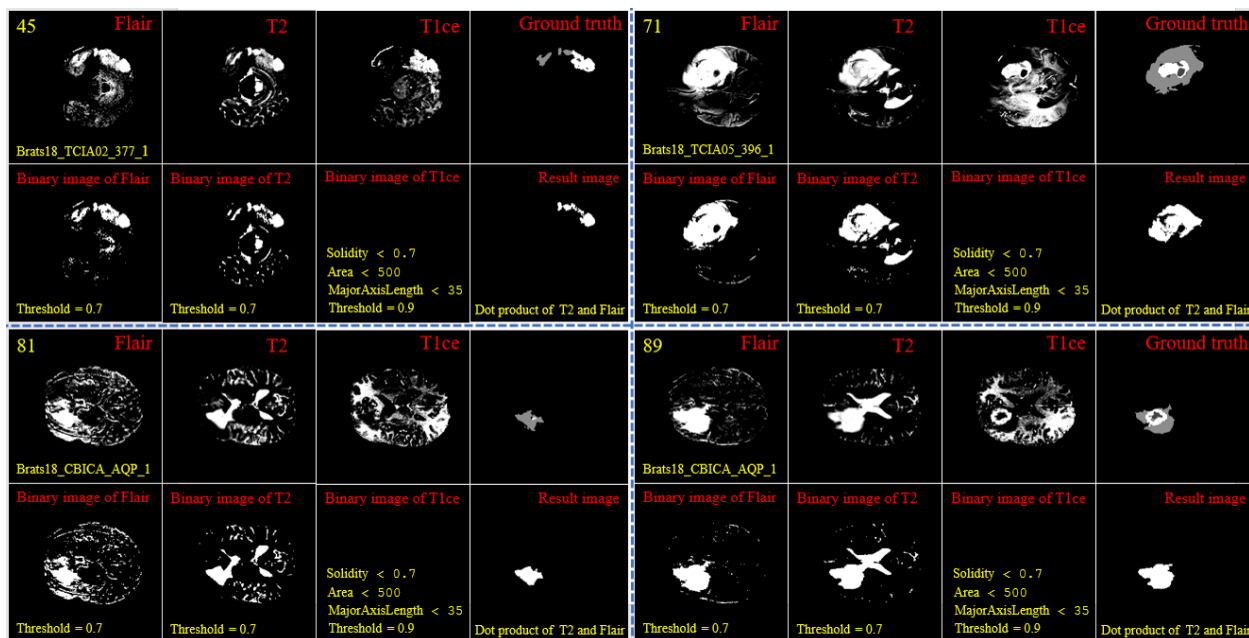 45 Flair T2 T1ce Ground truth
Brats18_TCIA02_377_1
Binary image of Flair Binary image of T2 Binary image of T1ce Result image
Solidity < 0.7
Area < 500
MajorAxisLength < 35
Threshold = 0.7 Threshold = 0.7 Threshold = 0.9 Dot product of T2 and Flair
71 Flair T2 T1ce Ground truth
Brats18_TCIA05_396_1
Binary image of Flair Binary image of T2 Binary image of T1ce Result image
Solidity < 0.7
Area < 500
MajorAxisLength < 35
Threshold = 0.7 Threshold = 0.7 Threshold = 0.9 Dot product of T2 and Flair
81 Flair T2 T1ce Ground truth
Brats18_CBICA_AQP_1
Binary image of Flair Binary image of T2 Binary image of T1ce Result image
Solidity < 0.7
Area < 500
MajorAxisLength < 35
Threshold = 0.7 Threshold = 0.7 Threshold = 0.9 Dot product of T2 and Flair
89 Flair T2 T1ce Ground truth
Brats18_CBICA_AQP_1
Binary image of Flair Binary image of T2 Binary image of T1ce Result image
Solidity < 0.7
Area < 500
MajorAxisLength < 35
Threshold = 0.7 Threshold = 0.7 Threshold = 0.9 Dot product of T2 and Flair